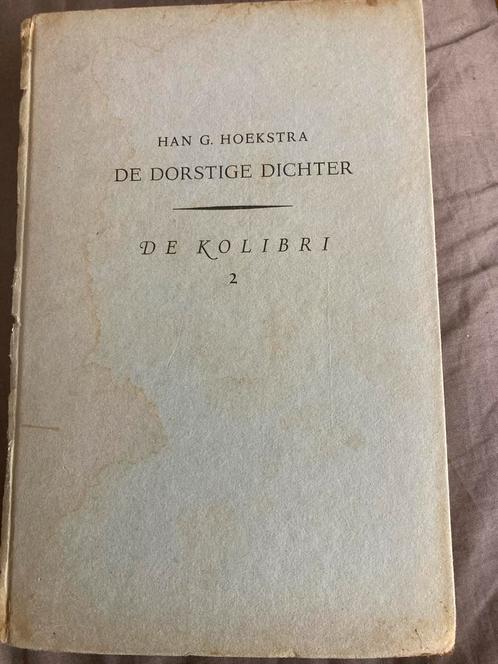 HAN G. HOEKSTRA
DE DORSTIGE DICHTER
DE KOLIBRI
2